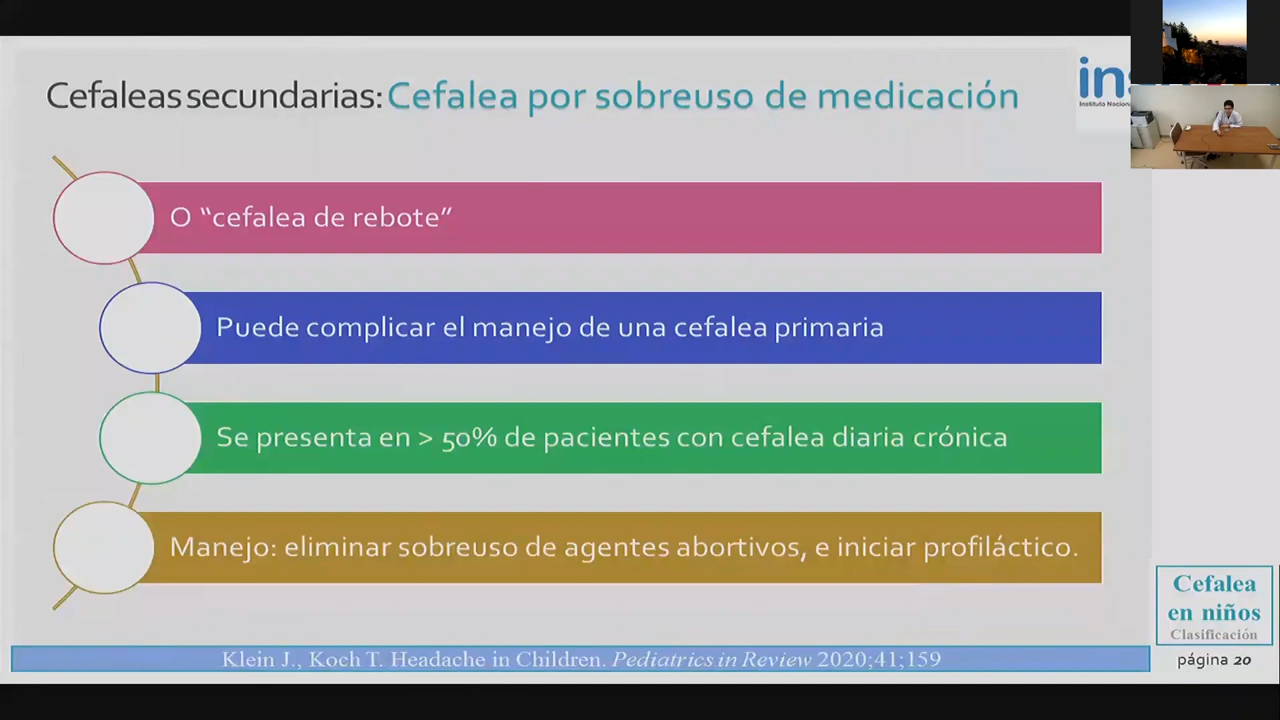 Cefaleas secundarias: Cefalea por sobreuso de medicación
O “cefalea de rebote”
Puede complicar el manejo de una cefalea primaria
Se presenta en > 50% de pacientes con cefalea diaria crónica
Manejo: eliminar sobreuso de agentes abortivos, e iniciar profiláctico.
Cefalea
en niños
Clasificación
página 20
Klein J., Koch T. Headache in Children. Pediatrics in Review 2020;41;159